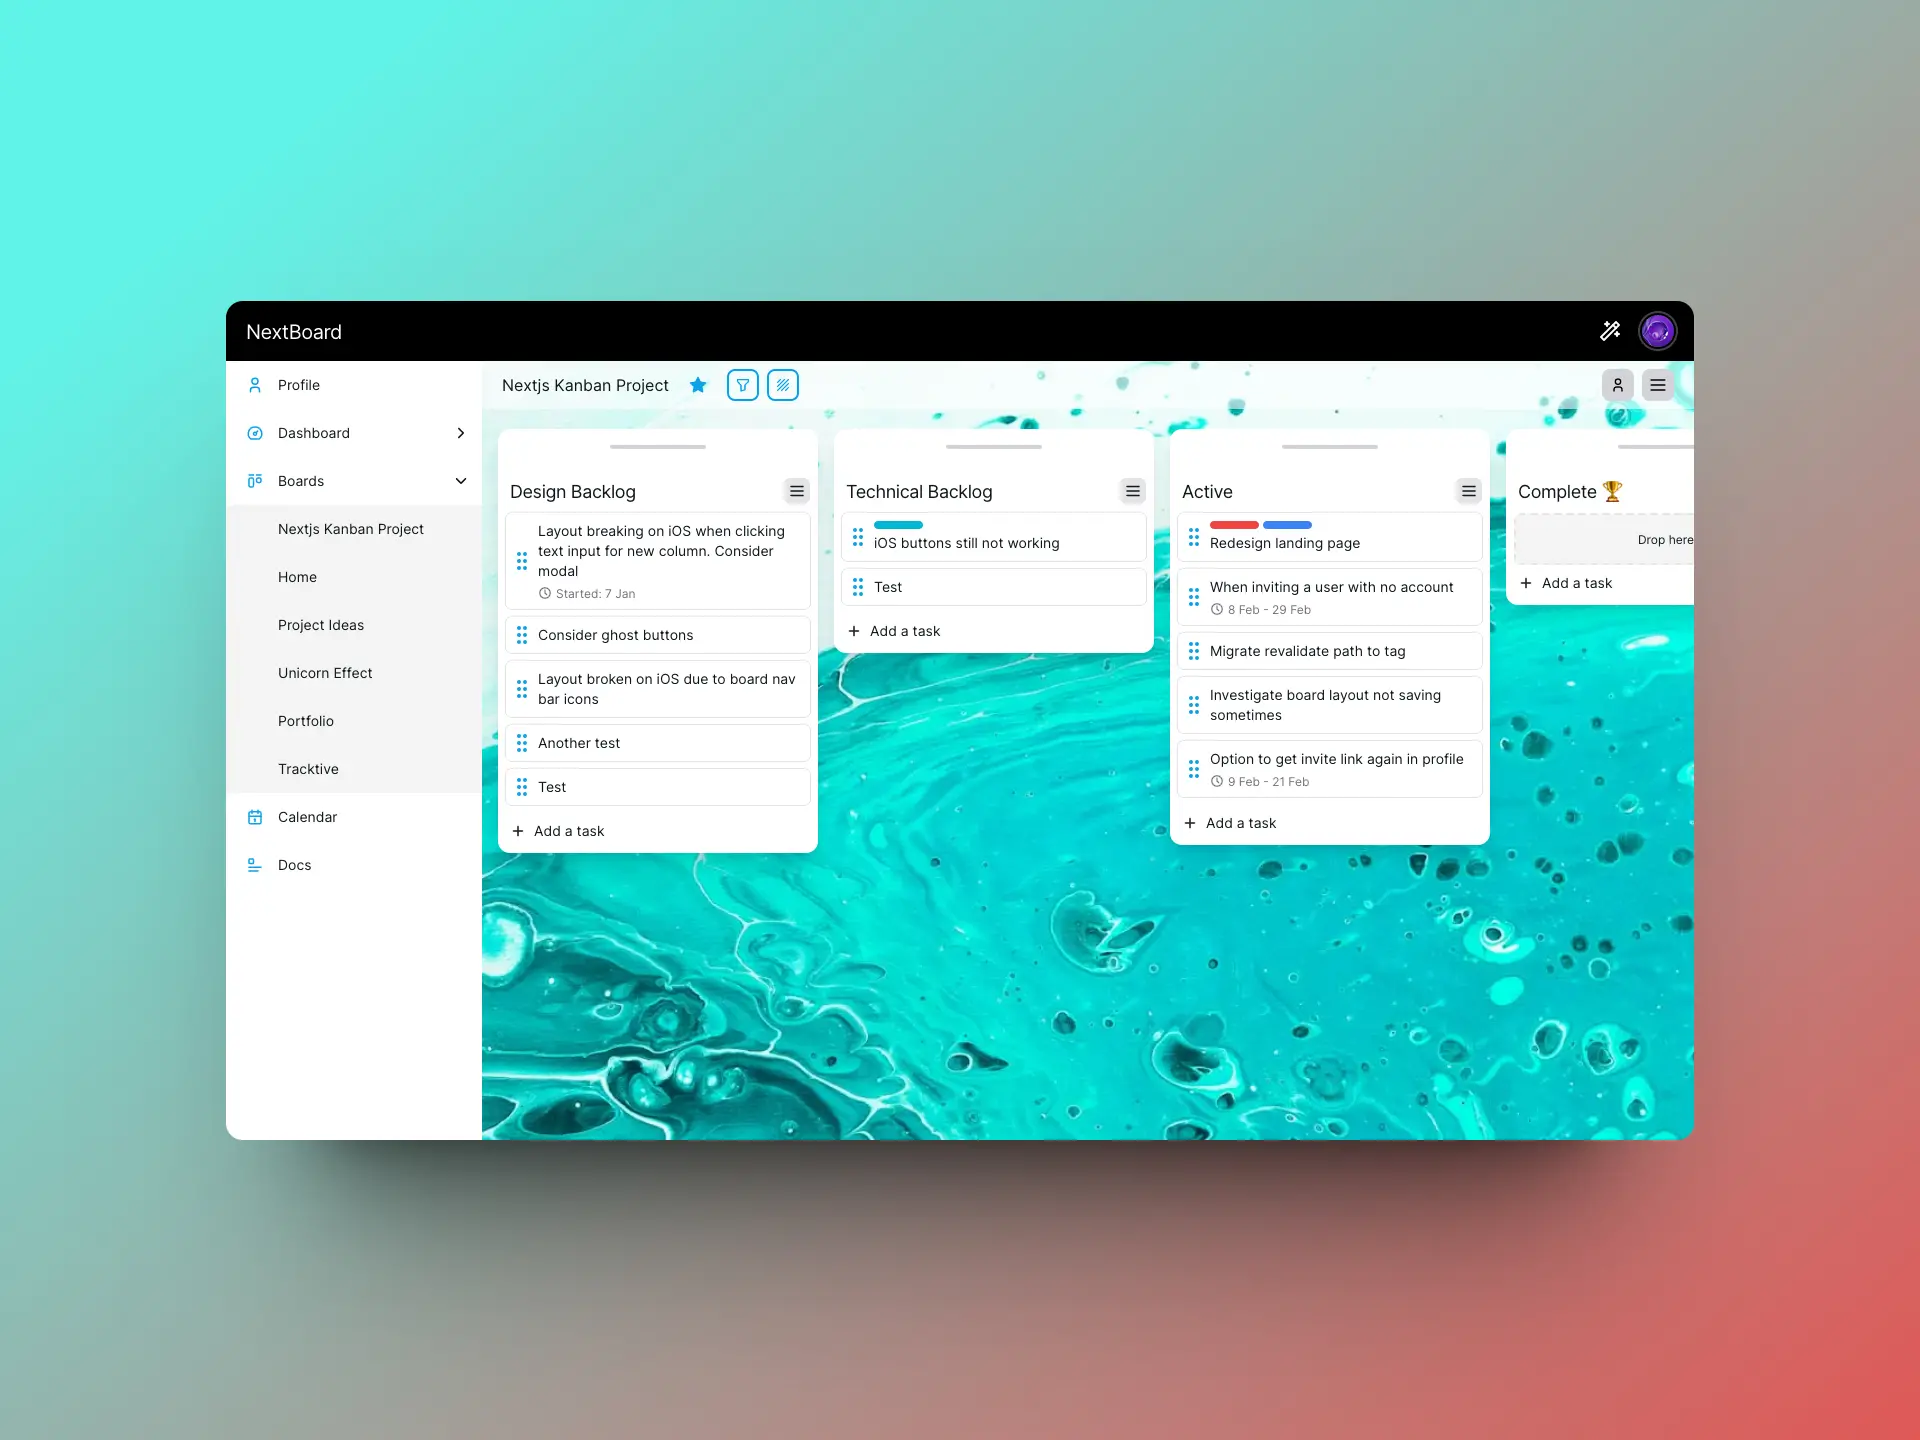 NextBoard
Profile
Dashboard
Boards
Nextjs Kanban Project
Home
Project Ideas
Unicorn Effect
Portfolio
Tracktive
Calendar
Docs
Nextjs Kanban Project
Design Backlog
Layout breaking on iOS when clicking
text input for new column. Consider
modal
Started: 7 Jan
Consider ghost buttons
Layout broken on iOS due to board nav
bar icons
Another test
Test
Add a task
Technical Backlog
iOS buttons still not working
Test
Add a task
Active
Redesign landing page
When inviting a user with no account
8 Feb - 29 Feb
Migrate revalidate path to tag
Investigate board layout not saving
sometimes
Option to get invite link again in profile
9 Feb - 21 Feb
Add a task
Complete 🏆
Drop here
Add a task